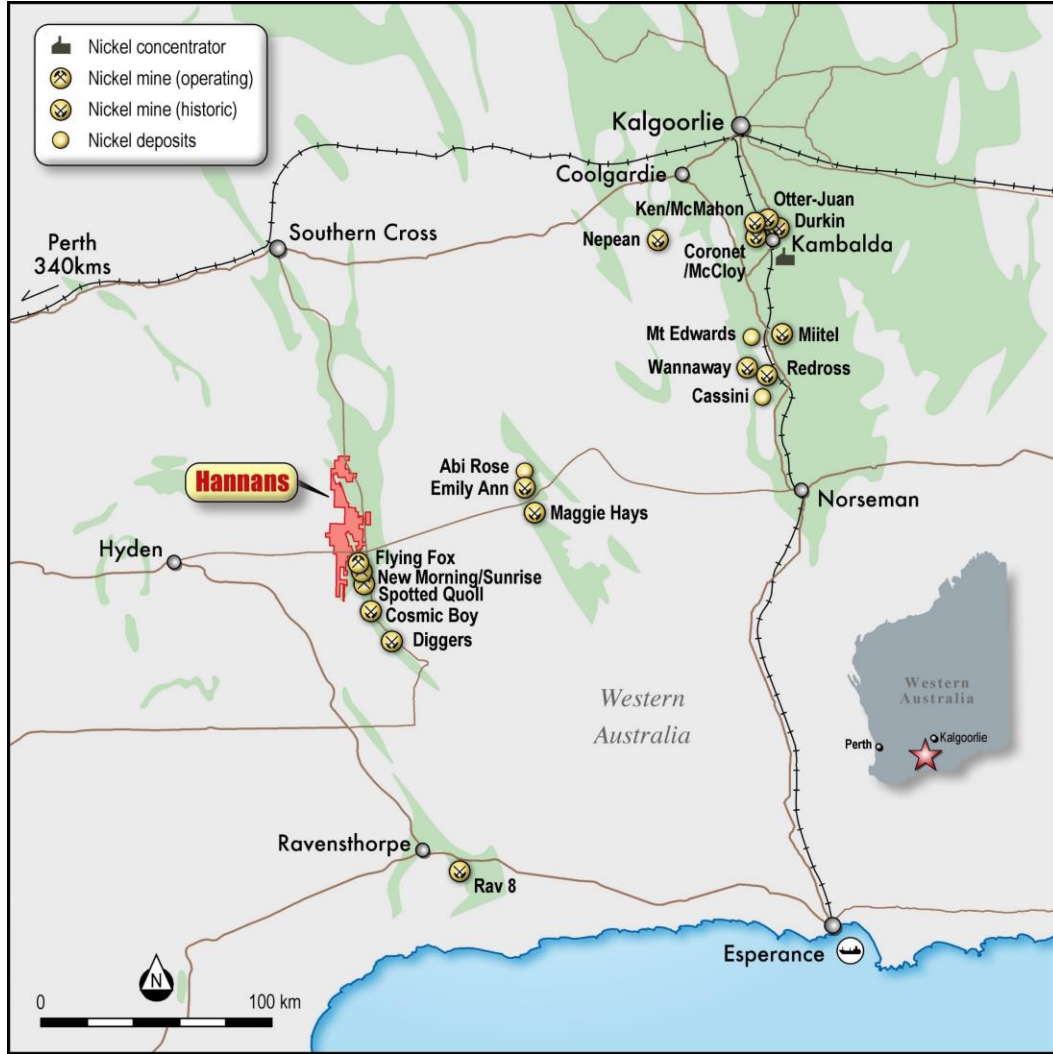 Nickel concentrator
Nickel mine (operating)
Nickel mine (historic)
Nickel deposits
Kalgoorlie
Coolgardie
Otter-Juan
Ken/McMahon
Durkin
Southern Cross
Nepean
Kambalda
Coronet
/McCloy
Perth
340kms
Mt Edwards
Miitel
Wannaway
Redross
Cassini
Abi Rose
Hannans
Emily Ann
Norseman
Maggie Hays
Hyden
Flying Fox
New Morning/Sunrise
Spotted Quoll
Cosmic Boy
Diggers
Western
Australia
Western
Australia
Perth
Kalgoorlie
Ravensthorpe
Rav 8
Esperance
N
0
100 km